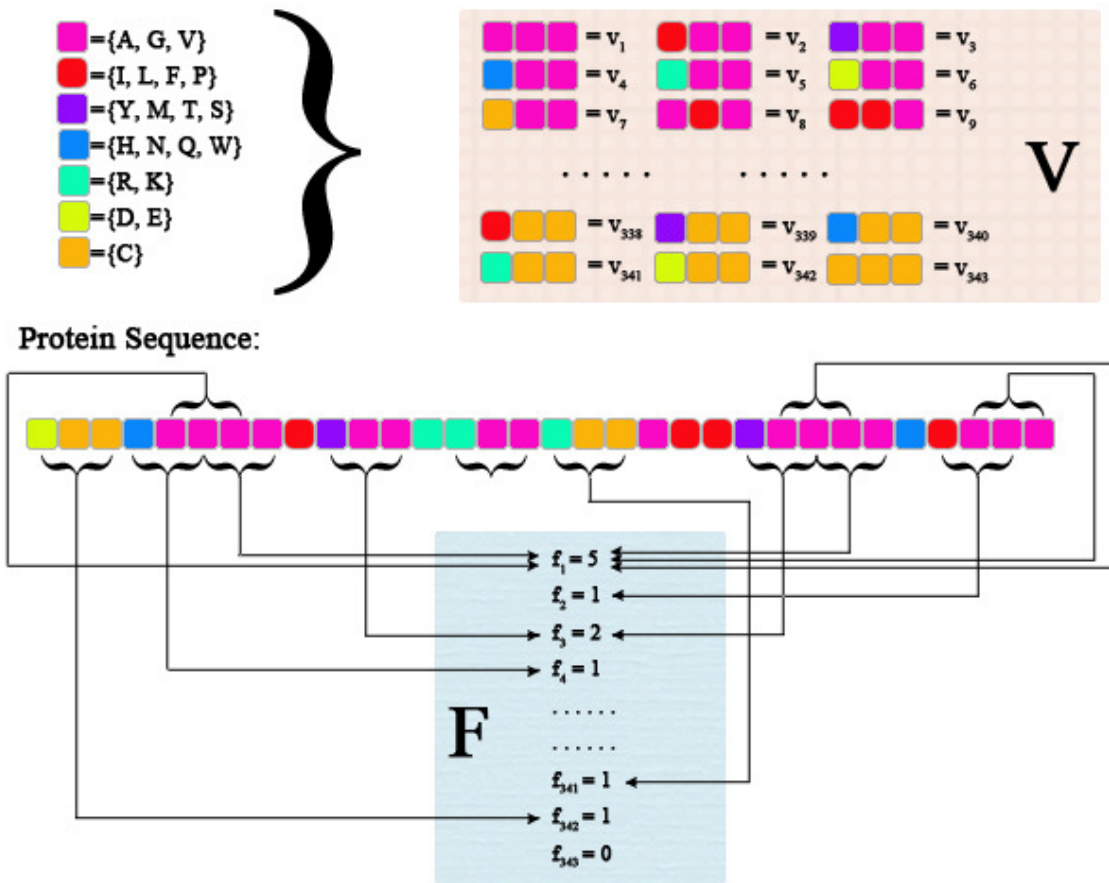 ={A, G, V}
={I, L, F, P}
={Y, M, T, S}
={H, N, Q, W}
={R, K}
={D, E}
={C}
= v₁ = v₂ = v₃
= v₄ = v₅ = v₆
= v₇ = v₈ = v₉
. . . . . . . . . .
= v₃₃₈ = v₃₃₉ = v₃₄₀
= v₃₄₁ = v₃₄₂ = v₃₄₃
V
Protein Sequence:
f₁ = 5
f₂ = 1
f₃ = 2
f₄ = 1
. . . . . .
. . . . . .
F
f₃₄₁ = 1
f₃₄₂ = 1
f₃₄₃ = 0